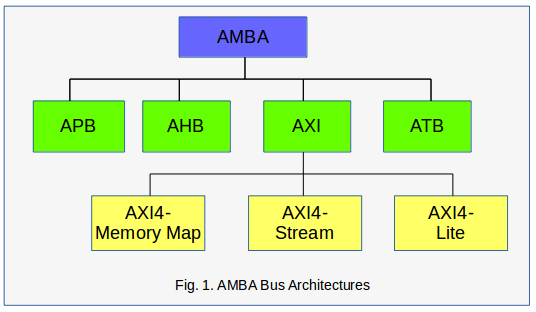 AMBA
APB
AHB
AXI
ATB
AXI4-
Memory Map
AXI4-
Stream
AXI4-
Lite
Fig. 1. AMBA Bus Architectures